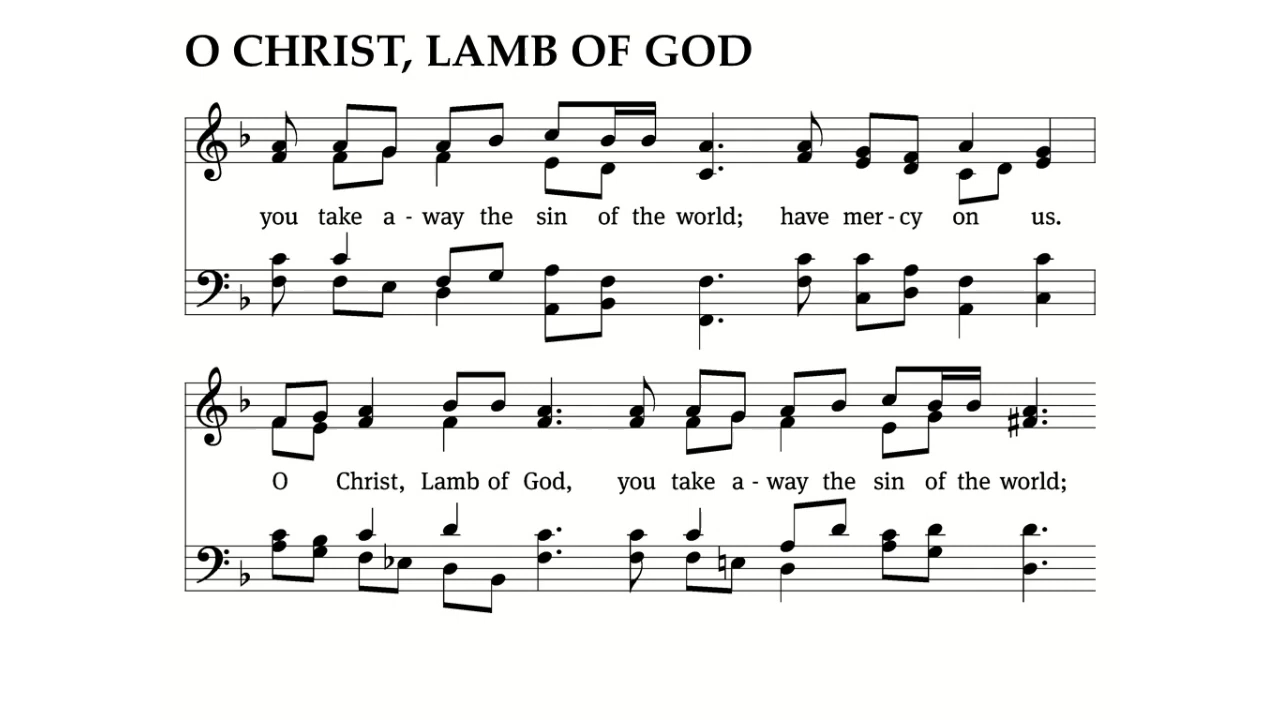 O CHRIST, LAMB OF GOD
you take a - way the sin of the world; have mer - cy on us.
O Christ, Lamb of God, you take a - way the sin of the world;